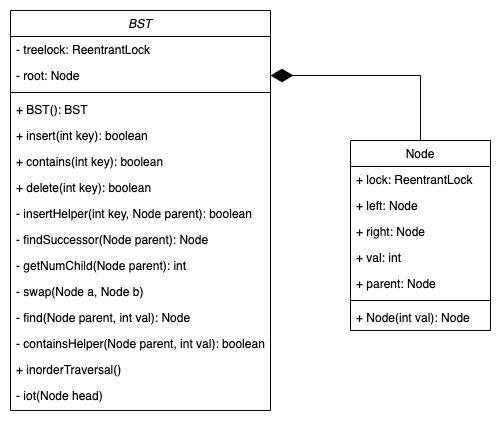 BST
- treelock: ReentrantLock
- root: Node
+ BST(): BST
+ insert(int key): boolean
+ contains(int key): boolean
+ delete(int key): boolean
- insertHelper(int key, Node parent): boolean
- findSuccessor(Node parent): Node
- getNumChild(Node parent): int
- swap(Node a, Node b)
- find(Node parent, int val): Node
- containsHelper(Node parent, int val): boolean
+ inorderTraversal()
- iot(Node head)
Node
+ lock: ReentrantLock
+ left: Node
+ right: Node
+ val: int
+ parent: Node
+ Node(int val): Node